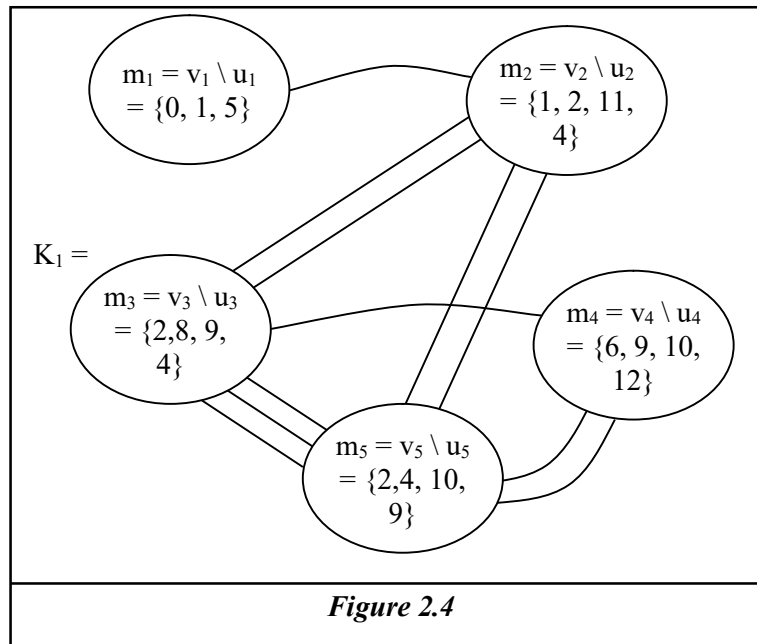 m₁ = v₁ \ u₁
= {0, 1, 5}
m₂ = v₂ \ u₂
= {1, 2, 11,
4}
K₁ =
m₃ = v₃ \ u₃
= {2,8, 9,
4}
m₄ = v₄ \ u₄
= {6, 9, 10,
12}
m₅ = v₅ \ u₅
= {2,4, 10,
9}
Figure 2.4